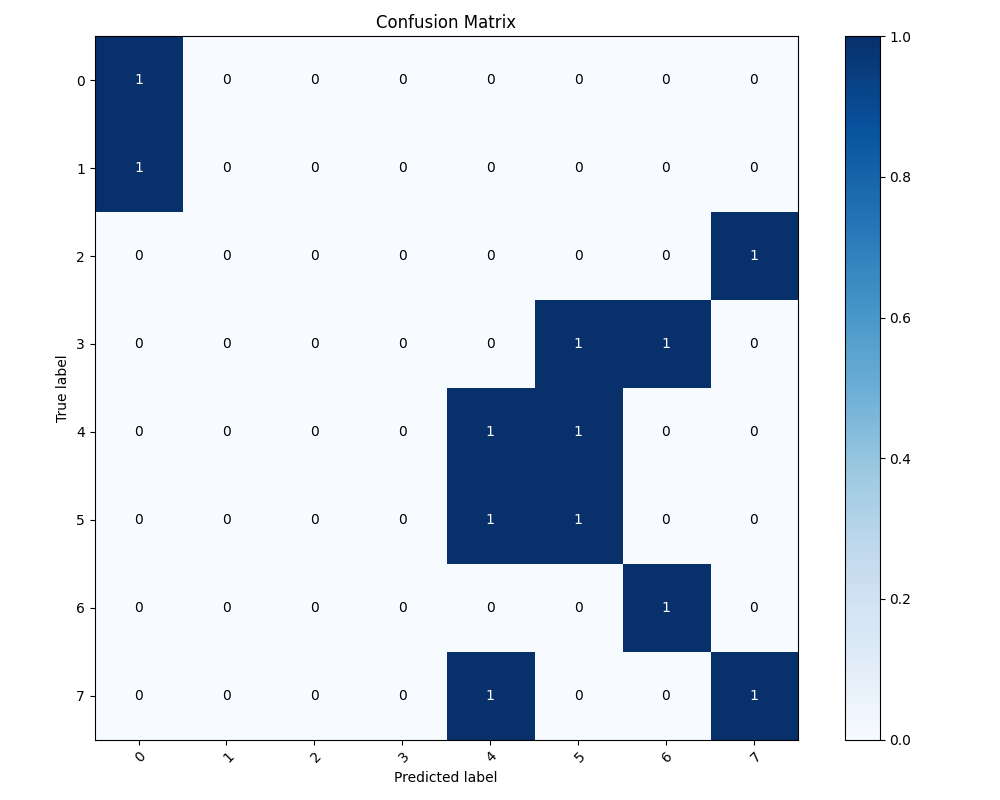 Confusion Matrix
1.0
0 1 0 0 0 0 0 0 0
1 1 0 0 0 0 0 0 0
0.8
2 0 0 0 0 0 0 0 1
0.6
3 0 0 0 0 0 1 1 0
True label
4 0 0 0 0 1 1 0 0
0.4
5 0 0 0 0 1 1 0 0
0.2
6 0 0 0 0 0 0 1 0
7 0 0 0 0 1 0 0 1
0.0
0 1 2 3 4 5 6 7
Predicted label